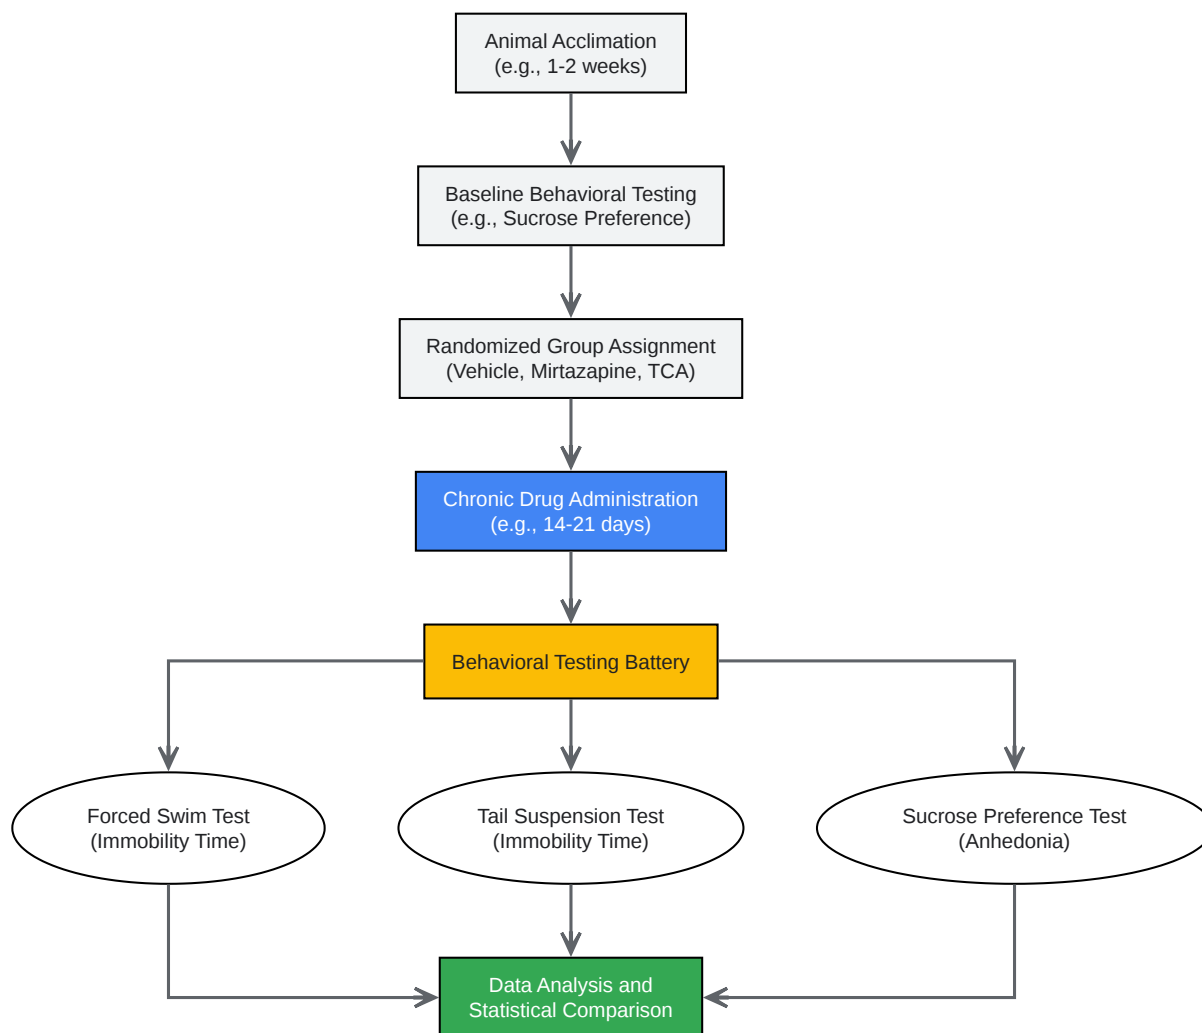 Animal Acclimation
(e.g., 1-2 weeks)
Baseline Behavioral Testing
(e.g., Sucrose Preference)
Randomized Group Assignment
(Vehicle, Mirtazapine, TCA)
Chronic Drug Administration
(e.g., 14-21 days)
Behavioral Testing Battery
Forced Swim Test
(Immobility Time)
Tail Suspension Test
(Immobility Time)
Sucrose Preference Test
(Anhedonia)
Data Analysis and
Statistical Comparison